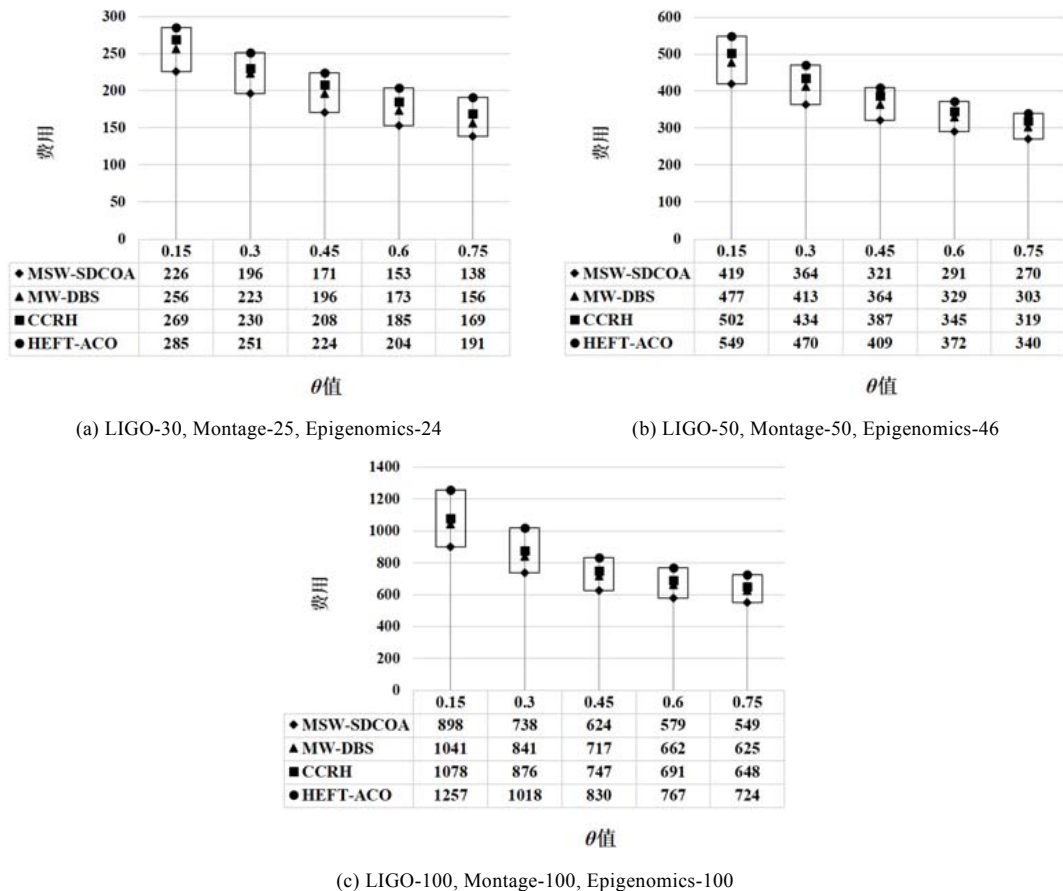 300
250
200
150
100
50
0
费用
0.15 0.3 0.45 0.6 0.75
MSW-SDCOA 226 196 171 153 138
MW-DBS 256 223 196 173 156
CCRH 269 230 208 185 169
HEFT-ACO 285 251 224 204 191
θ值
(a) LIGO-30, Montage-25, Epigenomics-24
600
500
400
300
200
100
0
费用
0.15 0.3 0.45 0.6 0.75
MSW-SDCOA 419 364 321 291 270
MW-DBS 477 413 364 329 303
CCRH 502 434 387 345 319
HEFT-ACO 549 470 409 372 340
θ值
(b) LIGO-50, Montage-50, Epigenomics-46
1400
1200
1000
800
600
400
200
0
费用
0.15 0.3 0.45 0.6 0.75
MSW-SDCOA 898 738 624 579 549
MW-DBS 1041 841 717 662 625
CCRH 1078 876 747 691 648
HEFT-ACO 1257 1018 830 767 724
θ值
(c) LIGO-100, Montage-100, Epigenomics-100